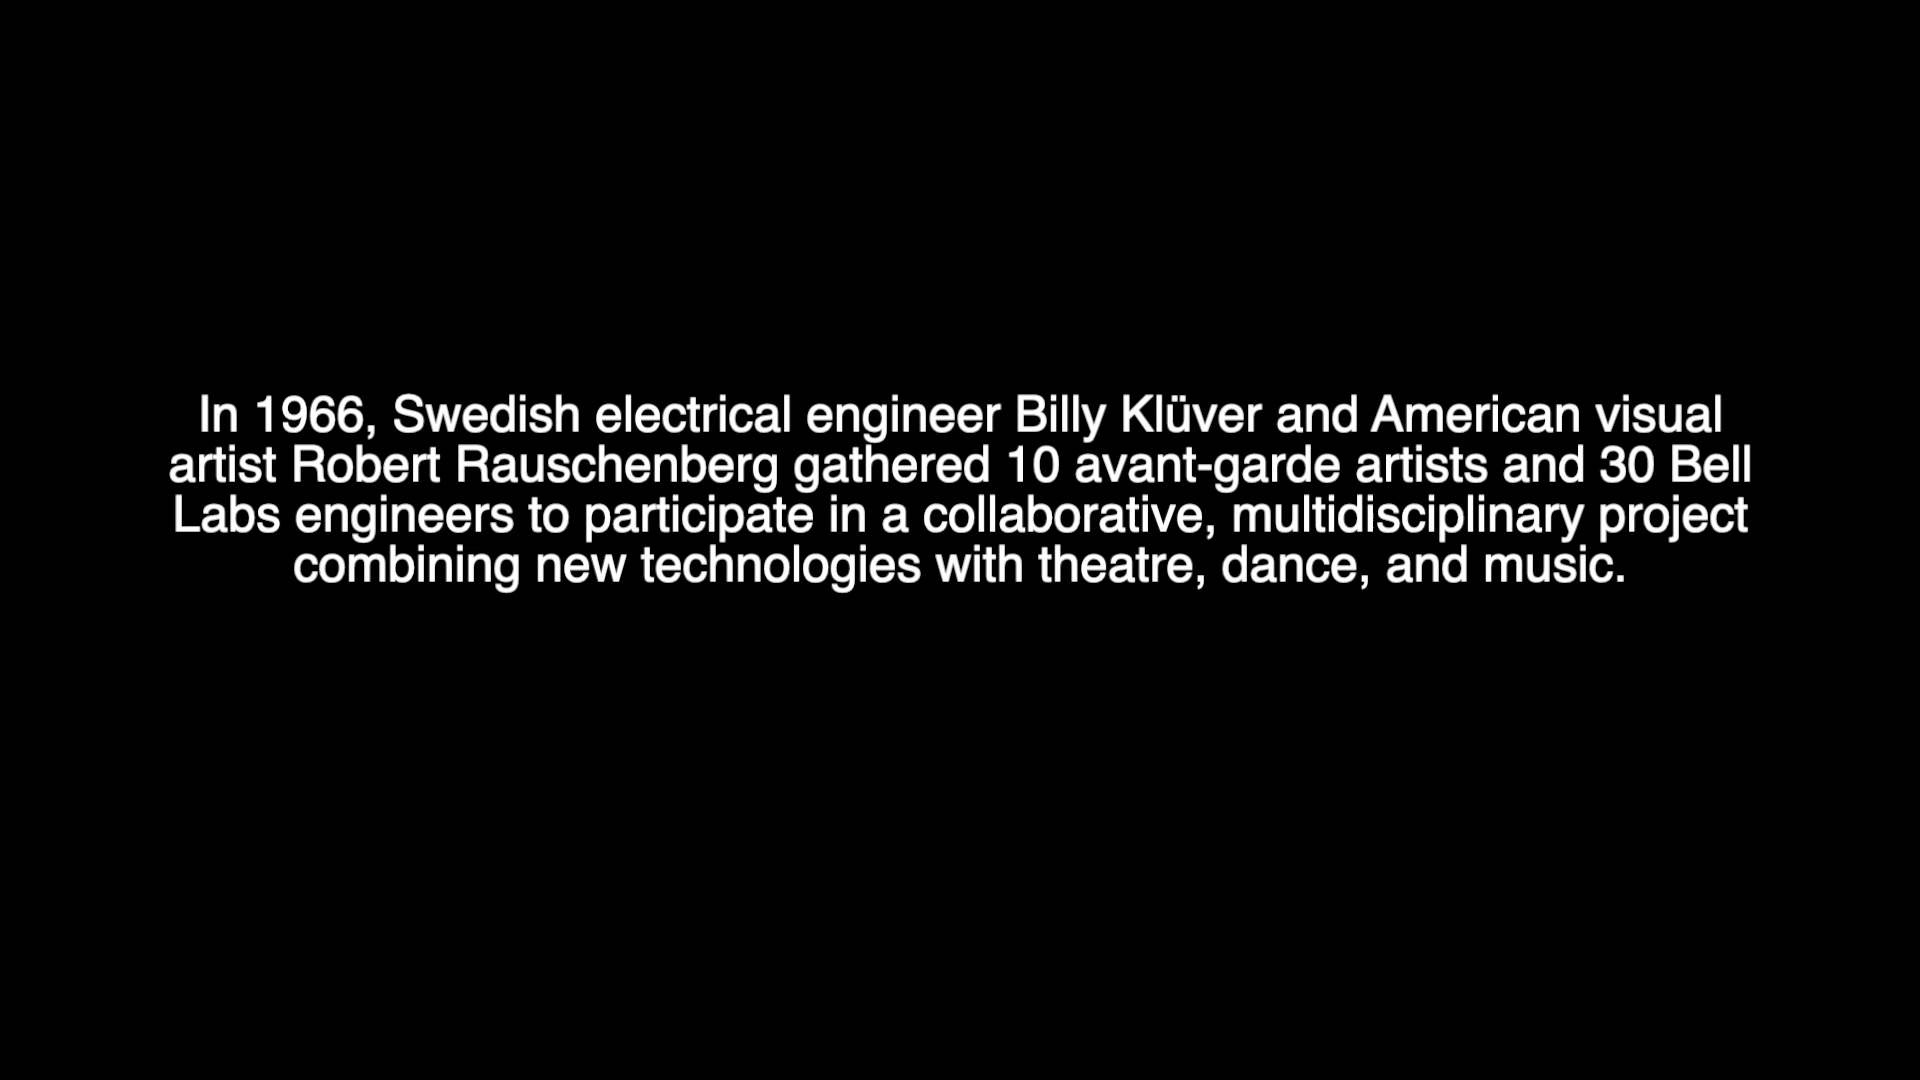 In 1966, Swedish electrical engineer Billy Klüver and American visual
artist Robert Rauschenberg gathered 10 avant-garde artists and 30 Bell
Labs engineers to participate in a collaborative, multidisciplinary project
combining new technologies with theatre, dance, and music.